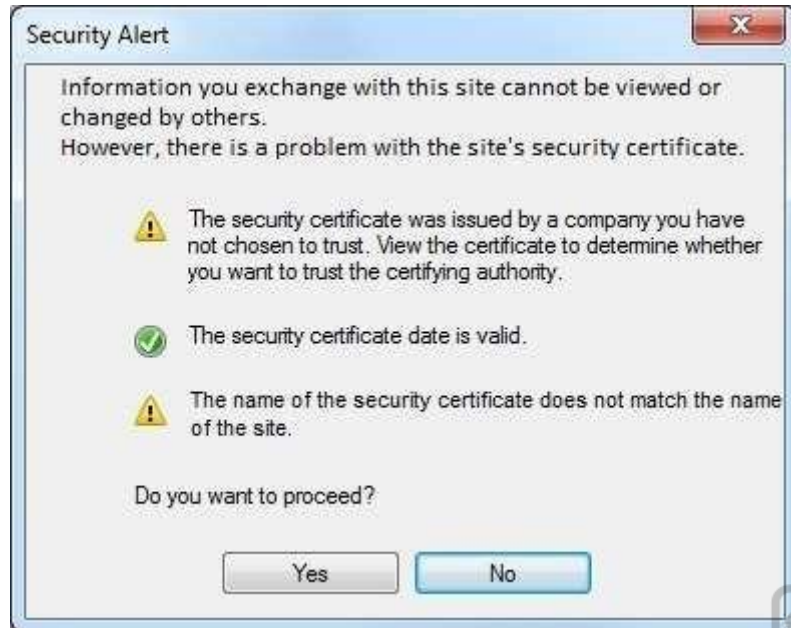 Security Alert
Information you exchange with this site cannot be viewed or
changed by others.
However, there is a problem with the site's security certificate.
The security certificate was issued by a company you have
not chosen to trust. View the certificate to determine whether
you want to trust the certifying authority.
The security certificate date is valid.
The name of the security certificate does not match the name
of the site.
Do you want to proceed?
Yes
No